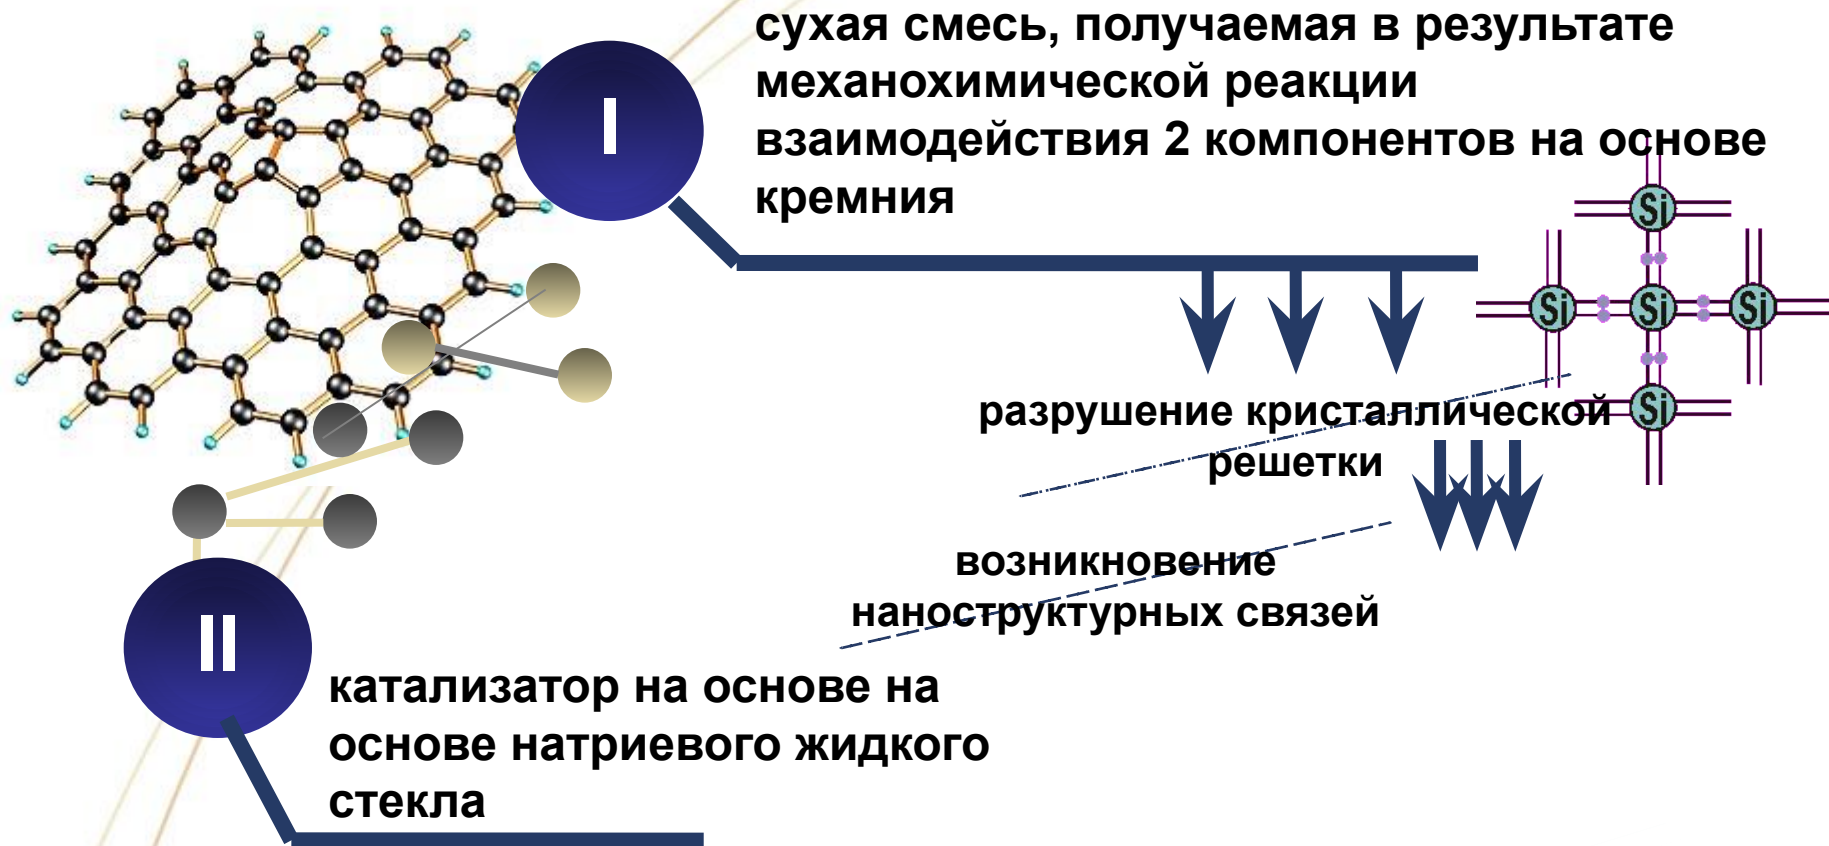 сухая смесь, получаемая в результате
механохимической реакции
взаимодействия 2 компонентов на основе
кремния
I
Si
Si
Si
Si
Si
разрушение кристаллической
решетки
возникновение
наноструктурных связей
II
катализатор на основе на
основе натриевого жидкого
стекла